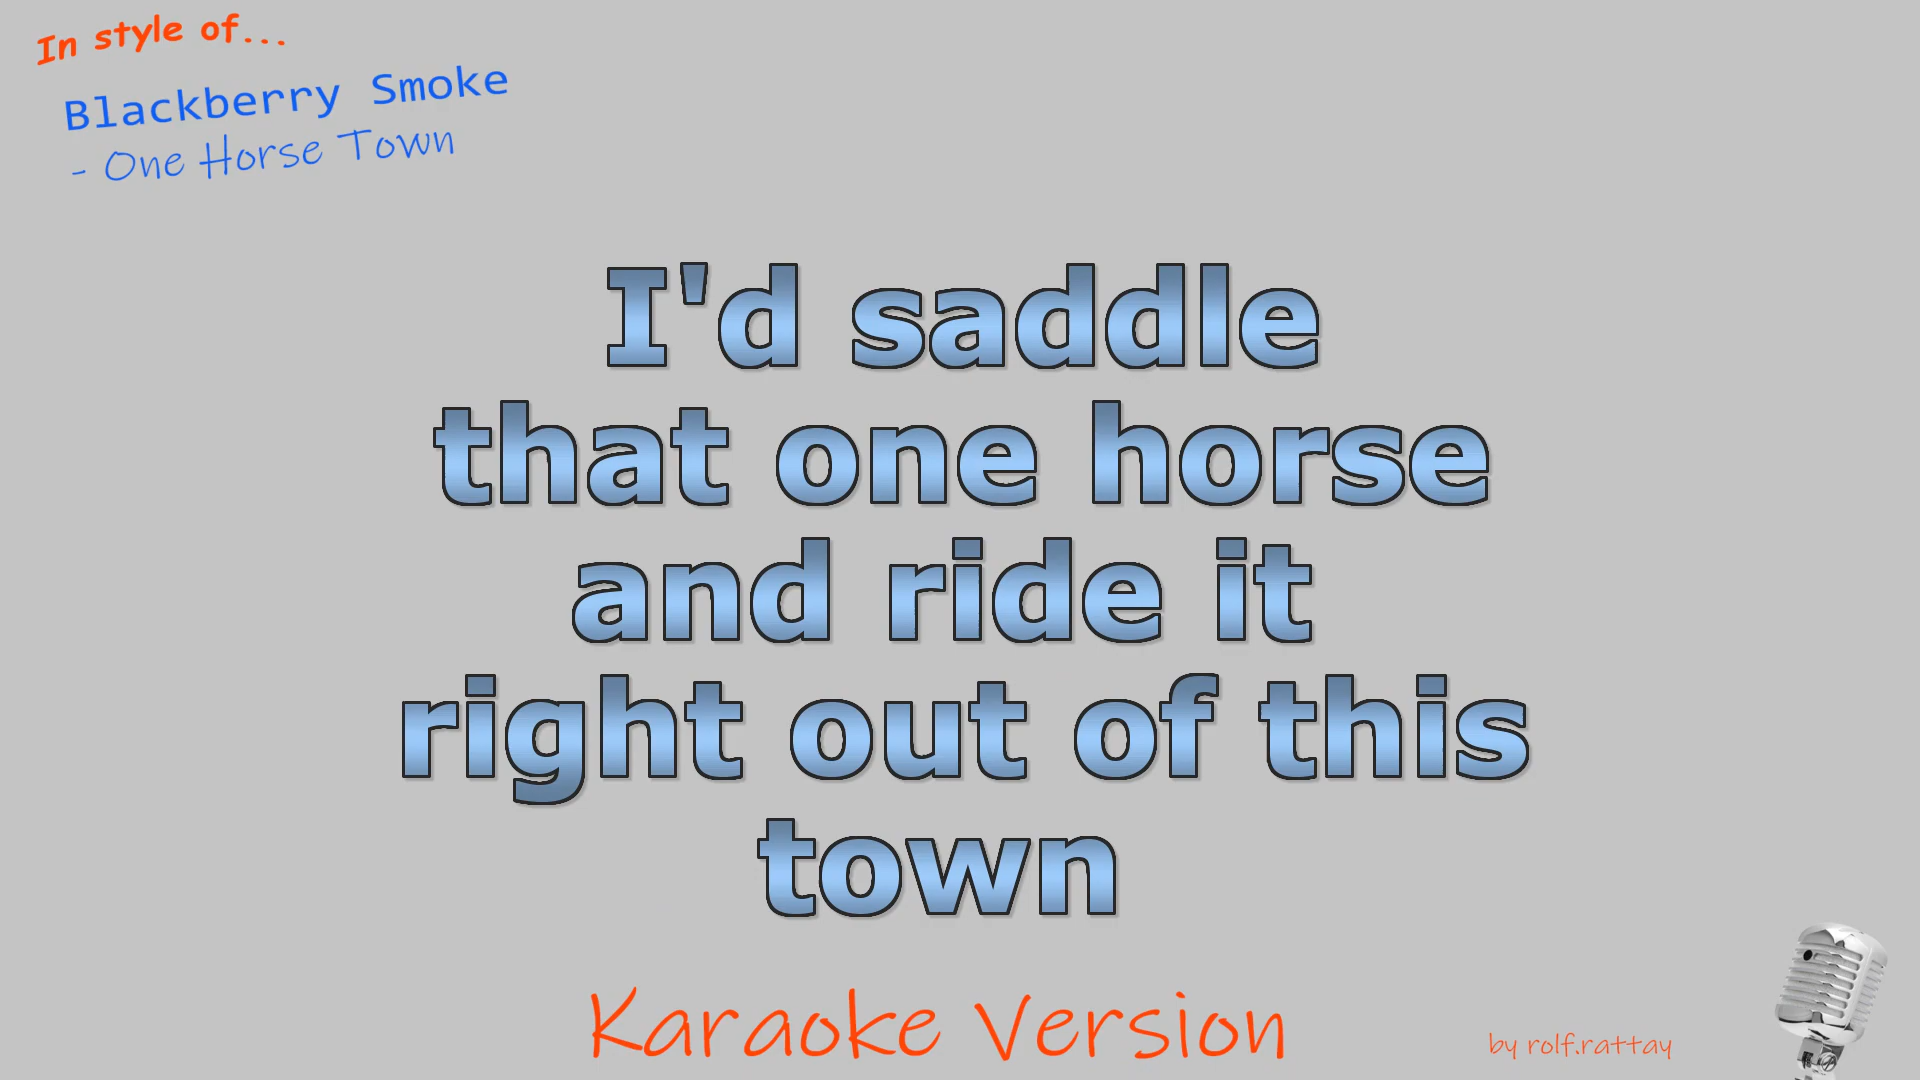 In style of...
Blackberry Smoke
- One Horse Town
I'd saddle
that one horse
and ride it
right out of this
town
Karaoke Version
by rolf.rattay